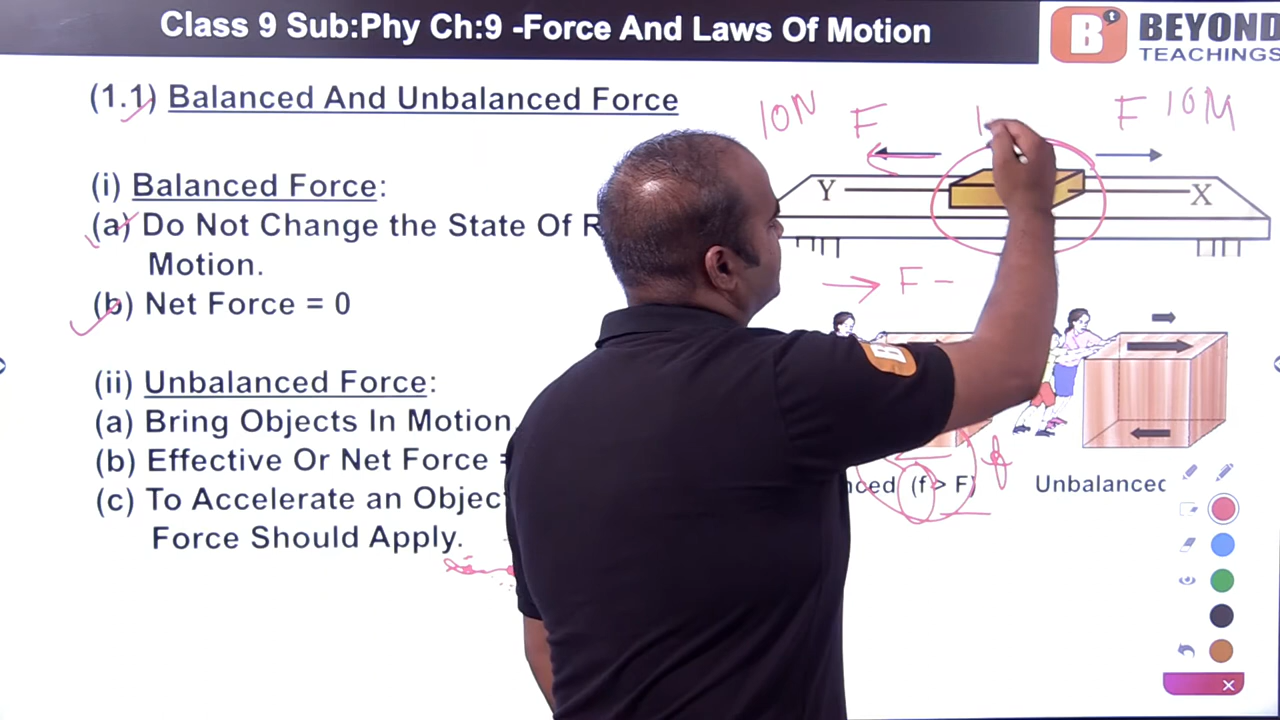 Class 9 Sub:Phy Ch:9 -Force And Laws Of Motion
Bt BEYOND
TEACHINGS
(1.1) Balanced And Unbalanced Force
10N F F 10N
Y X
(i) Balanced Force:
(a) Do Not Change the State Of
Motion.
(b) Net Force = 0
→ F -
(ii) Unbalanced Force:
(a) Bring Objects In Motion
(b) Effective Or Net Force
(c) To Accelerate an Object
Force Should Apply.
(f > F)
f
Unbalanced
B